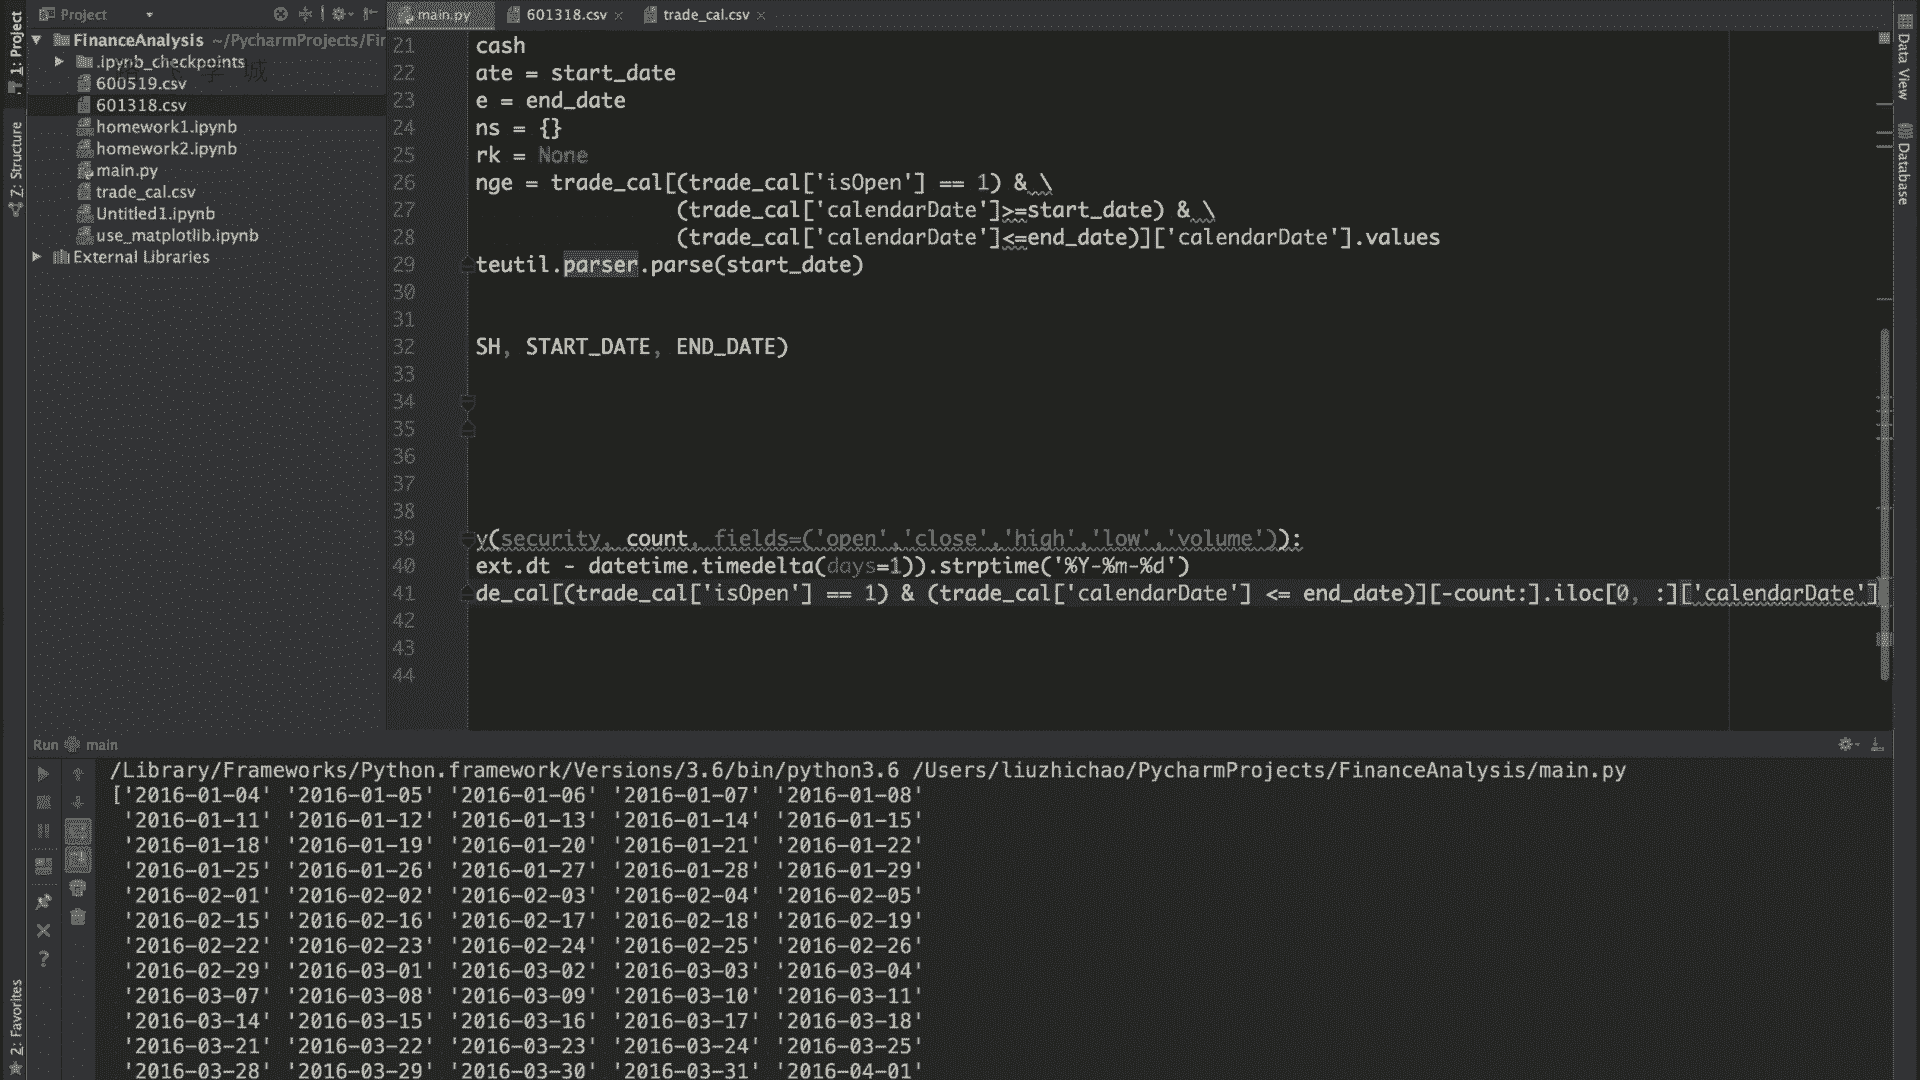 Project
main.py
601318.csv
trade_cal.csv
1: Project
FinanceAnalysis ~/PycharmProjects/Fir
.ipynb_checkpoints
学城
600519.csv
601318.csv
homework1.ipynb
homework2.ipynb
main.py
trade_cal.csv
Untitled1.ipynb
use_matplotlib.ipynb
External Libraries
Z: Structure
2: Favorites
Data View
Database
21 cash
22 ate = start_date
23 e = end_date
24 ns = {}
25 rk = None
26 nge = trade_cal[(trade_cal['isOpen'] == 1) & \
27 (trade_cal['calendarDate']>=start_date) & \
28 (trade_cal['calendarDate']<=end_date)]['calendarDate'].values
29 teutil.parser.parse(start_date)
30
31
32 SH, START_DATE, END_DATE)
33
34
35
36
37
38
39 y(security, count, fields=('open','close','high','low','volume')):
40 ext.dt - datetime.timedelta(days=1)).strptime('%Y-%m-%d')
41 de_cal[(trade_cal['isOpen'] == 1) & (trade_cal['calendarDate'] <= end_date)][-count:].iloc[0, :]['calendarDate']
42
43
44
Run main
/Library/Frameworks/Python.framework/Versions/3.6/bin/python3.6 /Users/liuzhichao/PycharmProjects/FinanceAnalysis/main.py
['2016-01-04' '2016-01-05' '2016-01-06' '2016-01-07' '2016-01-08'
'2016-01-11' '2016-01-12' '2016-01-13' '2016-01-14' '2016-01-15'
'2016-01-18' '2016-01-19' '2016-01-20' '2016-01-21' '2016-01-22'
'2016-01-25' '2016-01-26' '2016-01-27' '2016-01-28' '2016-01-29'
'2016-02-01' '2016-02-02' '2016-02-03' '2016-02-04' '2016-02-05'
'2016-02-15' '2016-02-16' '2016-02-17' '2016-02-18' '2016-02-19'
'2016-02-22' '2016-02-23' '2016-02-24' '2016-02-25' '2016-02-26'
'2016-02-29' '2016-03-01' '2016-03-02' '2016-03-03' '2016-03-04'
'2016-03-07' '2016-03-08' '2016-03-09' '2016-03-10' '2016-03-11'
'2016-03-14' '2016-03-15' '2016-03-16' '2016-03-17' '2016-03-18'
'2016-03-21' '2016-03-22' '2016-03-23' '2016-03-24' '2016-03-25'
'2016-03-28' '2016-03-29' '2016-03-30' '2016-03-31' '2016-04-01'